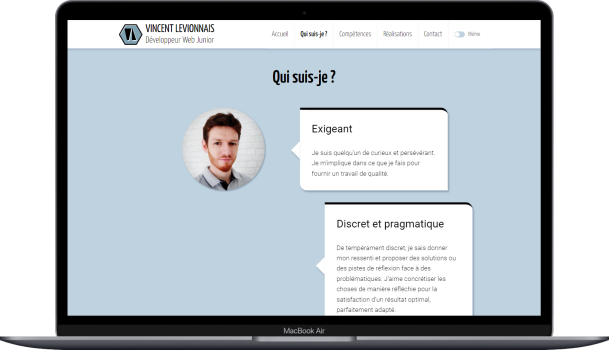 VINCENT LEVIONNAIS
Développeur Web Junior
Accueil
Qui suis-je ?
Compétences
Réalisations
Contact
thème
Qui suis-je ?
Exigeant
Je suis quelqu'un de curieux et persévérant.
Je m'implique dans ce que je fais pour
fournir un travail de qualité.
Discret et pragmatique
De tempérament discret, je sais donner
mon ressenti et proposer des solutions ou
des pistes de réflexion face à des
problématiques. J'aime concrétiser les
choses de manière réfléchie pour la
satisfaction d'un résultat optimal,
parfaitement adapté.
MacBook Air